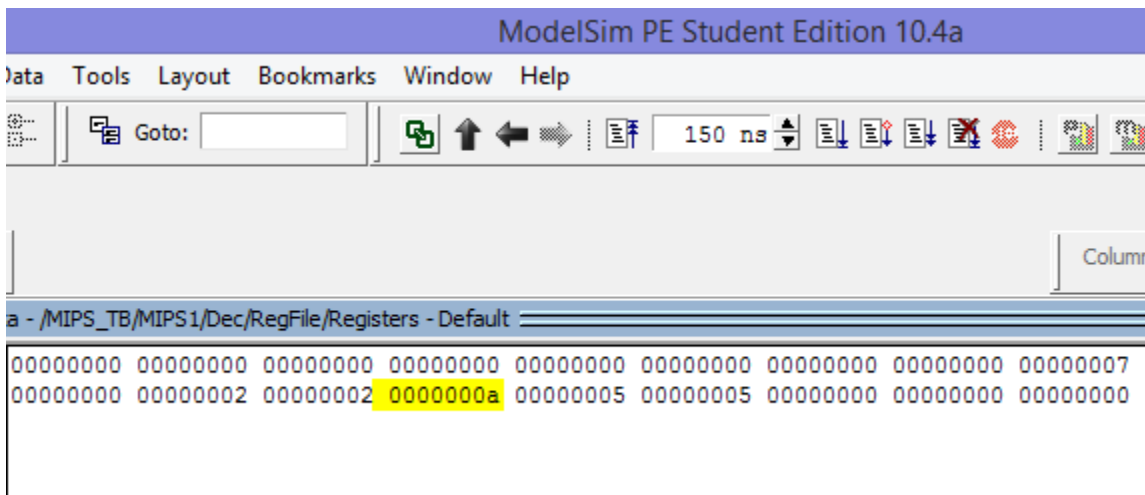 ModelSim PE Student Edition 10.4a
Data Tools Layout Bookmarks Window Help
Goto: 150 ns
Column
a - /MIPS_TB/MIPS1/Dec/RegFile/Registers - Default
00000000 00000000 00000000 00000000 00000000 00000000 00000000 00000000 00000007
00000000 00000002 00000002 0000000a 00000005 00000005 00000000 00000000 00000000